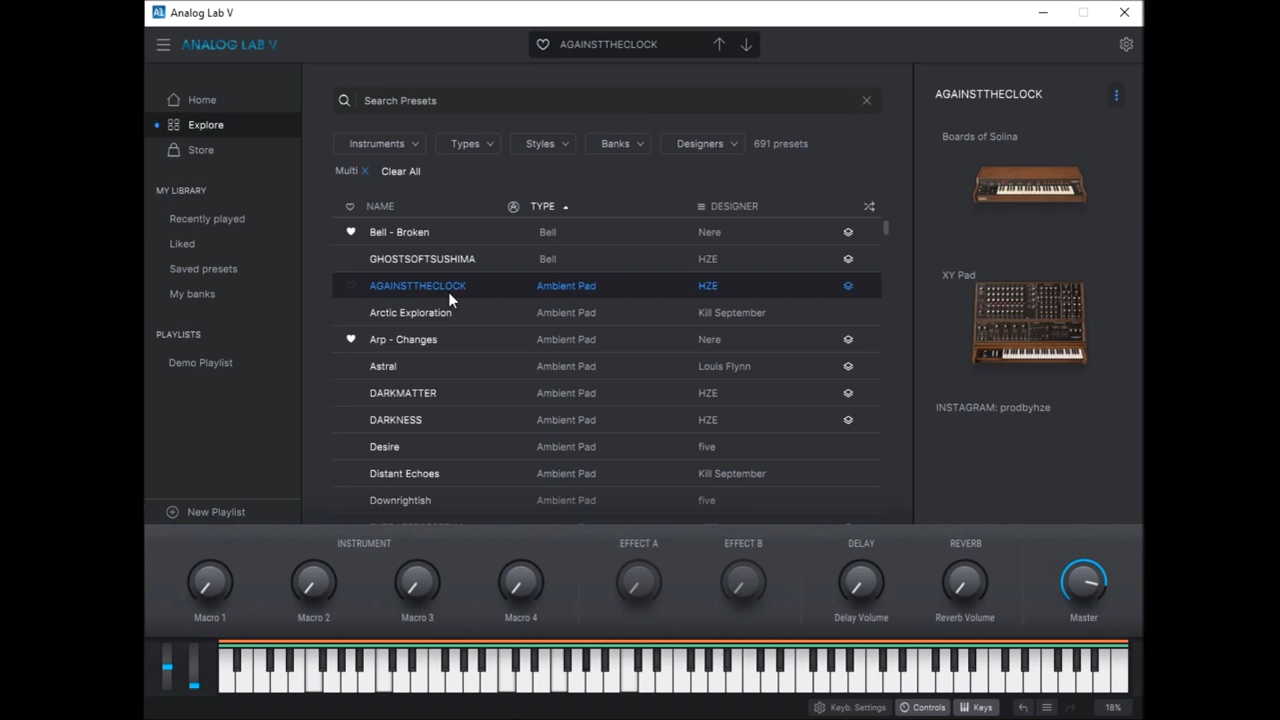 Analog Lab V
ANALOG LAB V
AGAINSTTHECLOCK
Home
Explore
Store
MY LIBRARY
Recently played
Liked
Saved presets
My banks
PLAYLISTS
Demo Playlist
New Playlist
Search Presets
Instruments Types Styles Banks Designers 691 presets
Multi Clear All
NAME TYPE DESIGNER
Bell - Broken Bell Nere
GHOSTSOFTSUSHIMA Bell HZE
AGAINSTTHECLOCK Ambient Pad HZE
Arctic Exploration Ambient Pad Kill September
Arp - Changes Ambient Pad Nere
Astral Ambient Pad Louis Flynn
DARKMATTER Ambient Pad HZE
DARKNESS Ambient Pad HZE
Desire Ambient Pad five
Distant Echoes Ambient Pad Kill September
Downrightish Ambient Pad five
AGAINSTTHECLOCK
Boards of Solina
XY Pad
INSTAGRAM: prodbyhze
INSTRUMENT EFFECT A EFFECT B DELAY REVERB
Macro 1 Macro 2 Macro 3 Macro 4 Delay Volume Reverb Volume Master
Keyb. Settings Controls Keys 18%